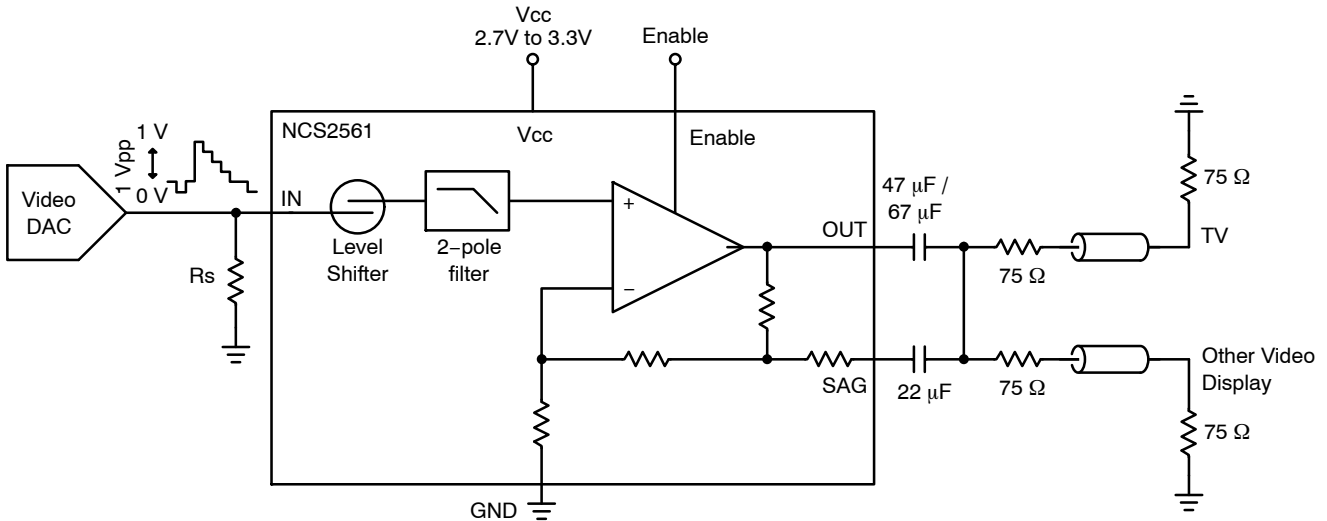 Vcc
2.7V to 3.3V
Enable
NCS2561
Vcc
Enable
1 Vpp
1 V
0 V
Video
DAC
IN
Level
Shifter
2−pole
filter
+
−
OUT
47 μF /
67 μF
75 Ω
75 Ω
TV
Rs
SAG
22 μF
75 Ω
Other Video
Display
75 Ω
GND